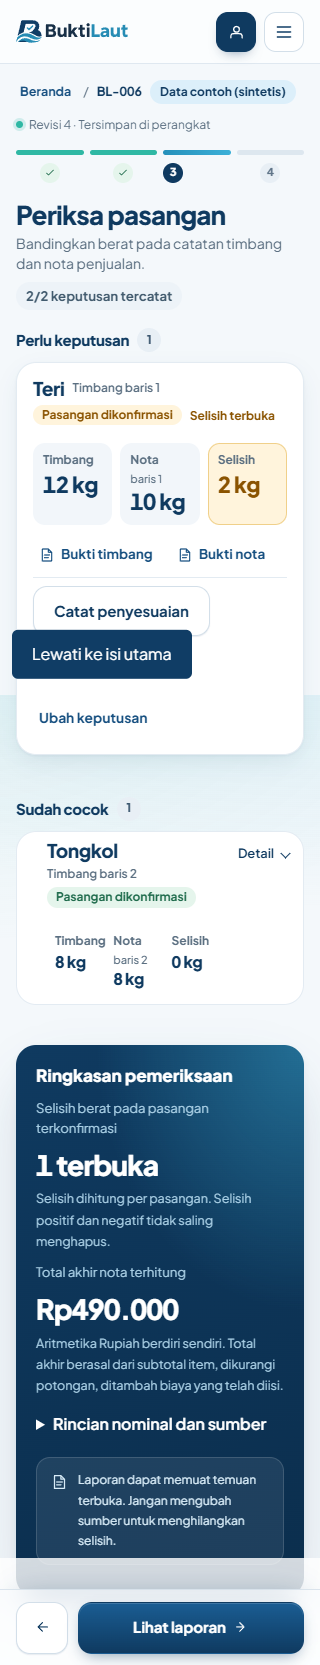 BuktiLaut
Beranda / BL-006 Data contoh (sintetis)
Revisi 4 · Tersimpan di perangkat
3 4
Periksa pasangan
Bandingkan berat pada catatan timbang
dan nota penjualan.
2/2 keputusan tercatat
Perlu keputusan 1
Teri Timbang baris 1
Pasangan dikonfirmasi Selisih terbuka
Timbang Nota Selisih
baris 1
12 kg 10 kg 2 kg
Bukti timbang Bukti nota
Catat penyesuaian
Lewati ke isi utama
Ubah keputusan
Sudah cocok 1
Tongkol Detail
Timbang baris 2
Pasangan dikonfirmasi
Timbang Nota Selisih
baris 2
8 kg 8 kg 0 kg
Ringkasan pemeriksaan
Selisih berat pada pasangan
terkonfirmasi
1 terbuka
Selisih dihitung per pasangan. Selisih
positif dan negatif tidak saling
menghapus.
Total akhir nota terhitung
Rp490.000
Aritmetika Rupiah berdiri sendiri. Total
akhir berasal dari subtotal item, dikurangi
potongan, ditambah biaya yang telah diisi.
Rincian nominal dan sumber
Laporan dapat memuat temuan
terbuka. Jangan mengubah
sumber untuk menghilangkan
selisih.
Lihat laporan